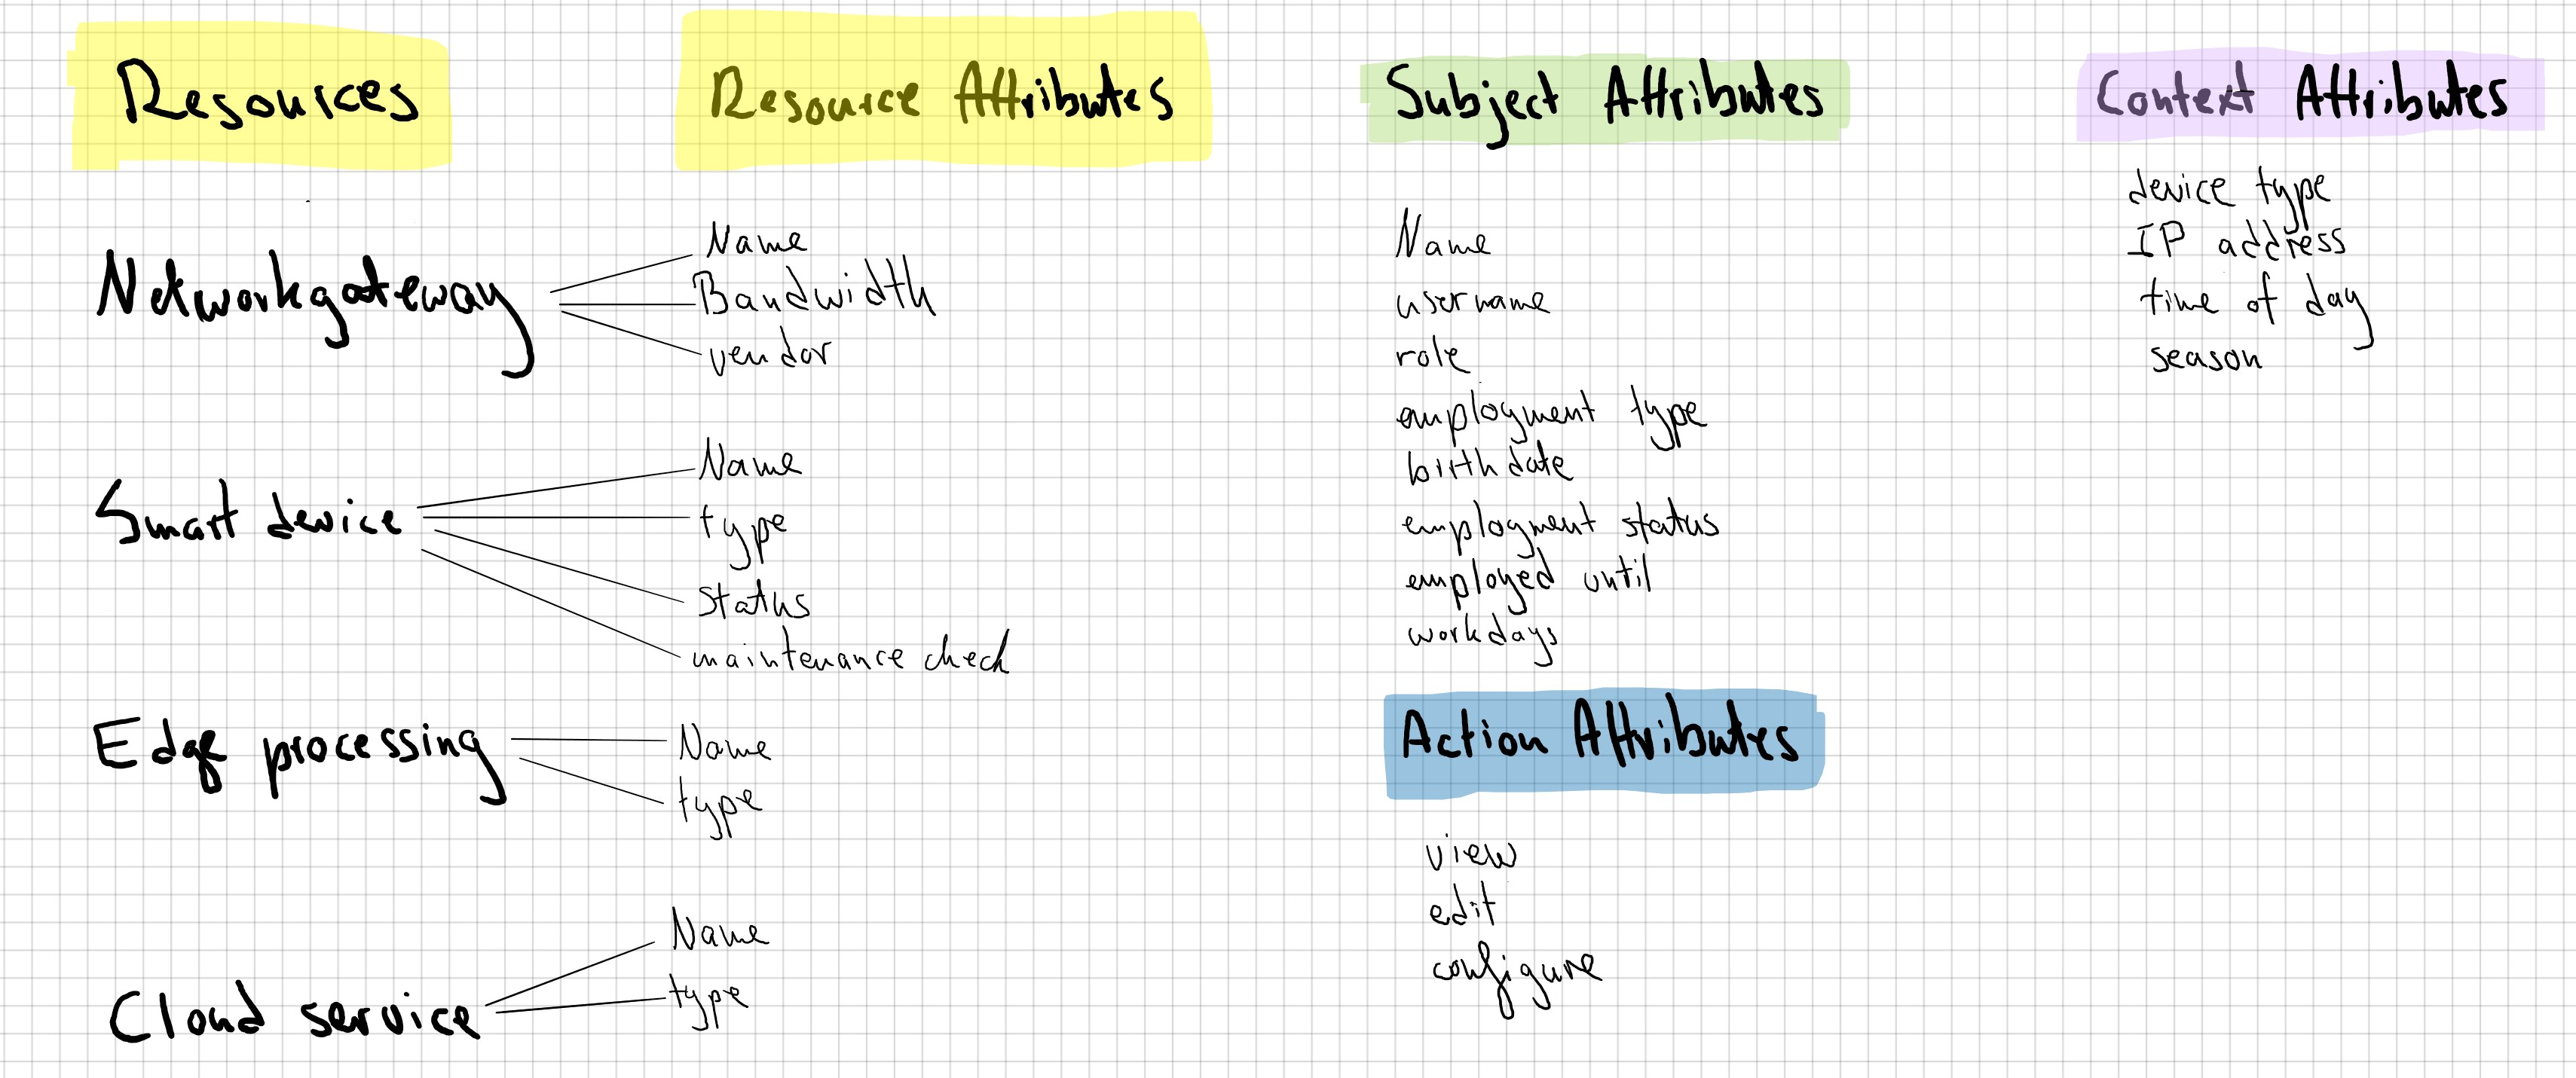 Resources
Resource Attributes
Subject Attributes
Context Attributes
Networkgateway
Name
Bandwidth
vendor
Smart device
Name
type
status
maintenance check
Edge processing
Name
type
Cloud service
Name
type
Name
username
role
employment type
birthdate
employment status
employed until
workdays
Action Attributes
view
edit
configure
device type
IP address
time of day
season